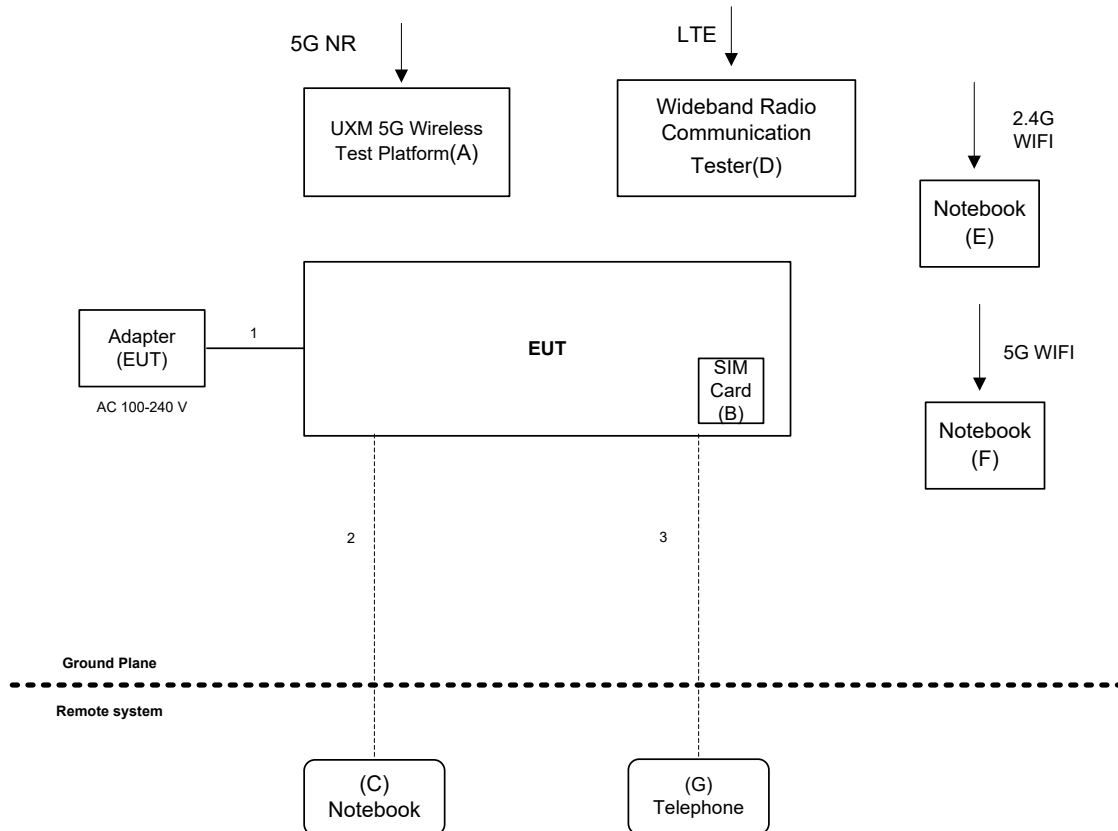 5G NR
LTE
UXM 5G Wireless
Test Platform(A)
Wideband Radio
Communication
Tester(D)
2.4G
WIFI
Notebook
(E)
Adapter
(EUT)
1
AC 100-240 V
EUT
SIM
Card
(B)
5G WIFI
Notebook
(F)
2
3
Ground Plane
Remote system
(C)
Notebook
(G)
Telephone